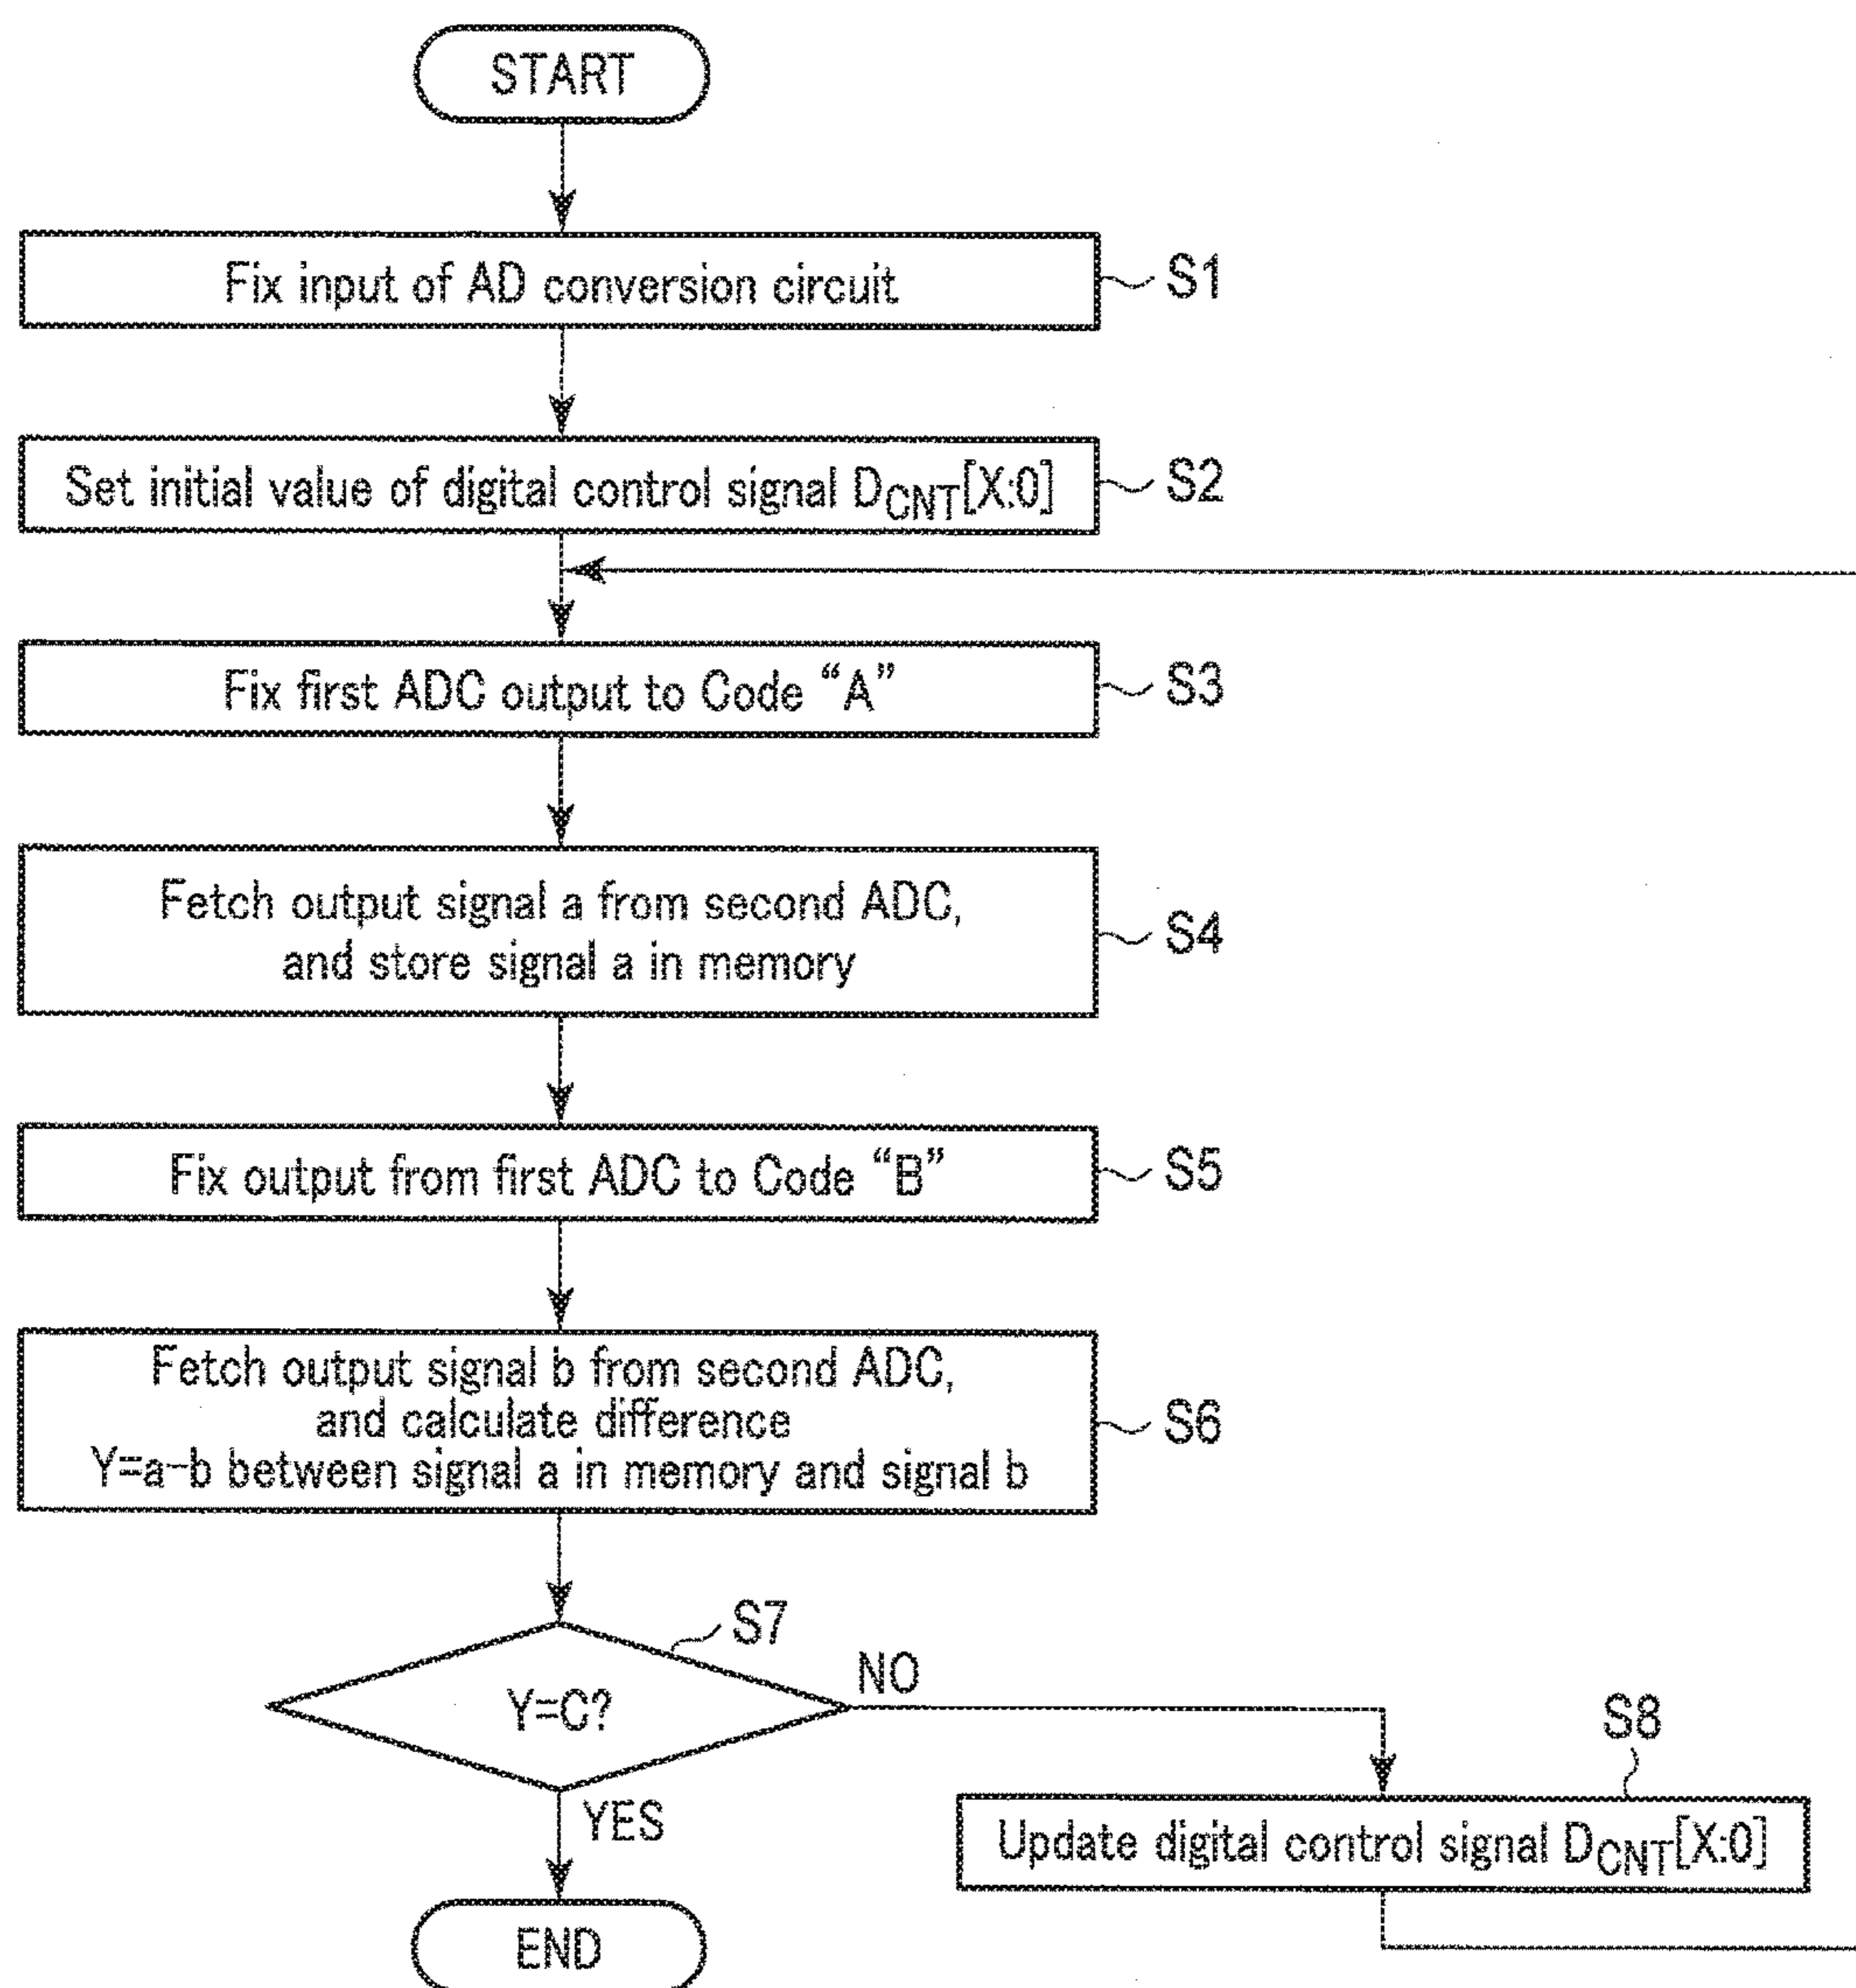 START
Fix input of AD conversion circuit
S1
Set initial value of digital control signal DCNT[X:0]
S2
Fix first ADC output to Code “A”
S3
Fetch output signal a from second ADC,
and store signal a in memory
S4
Fix output from first ADC to Code “B”
S5
Fetch output signal b from second ADC,
and calculate difference
Y=a-b between signal a in memory and signal b
S6
S7
Y=C?
NO
YES
S8
Update digital control signal DCNT[X:0]
END